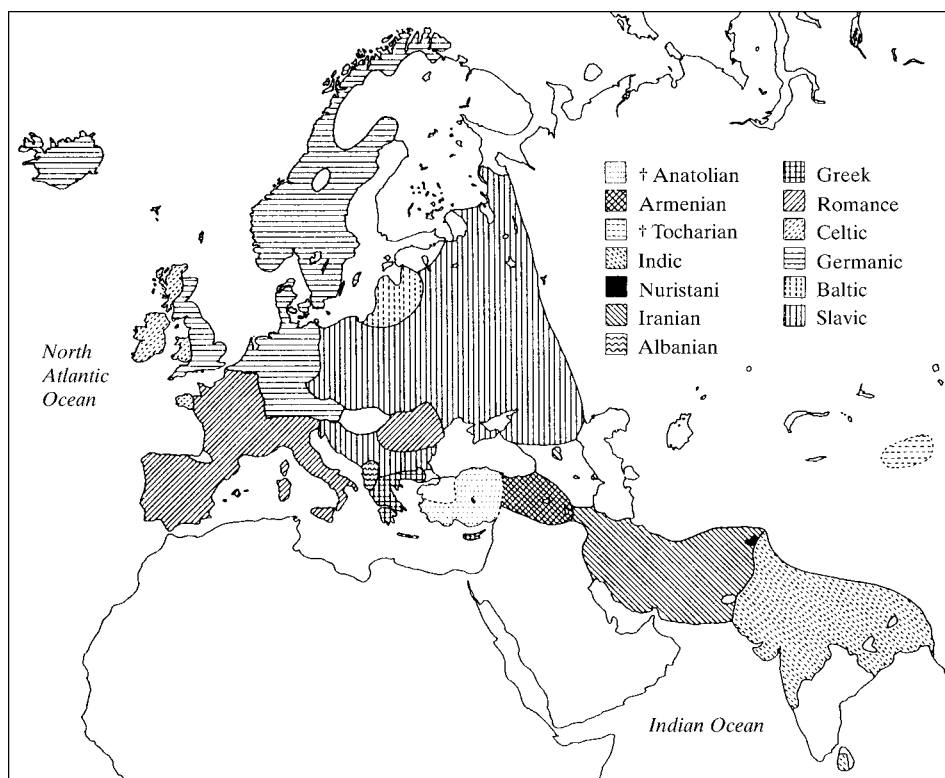 † Anatolian
Armenian
† Tocharian
Indic
Nuristani
Iranian
Albanian
Greek
Romance
Celtic
Germanic
Baltic
Slavic
North
Atlantic
Ocean
Indian Ocean